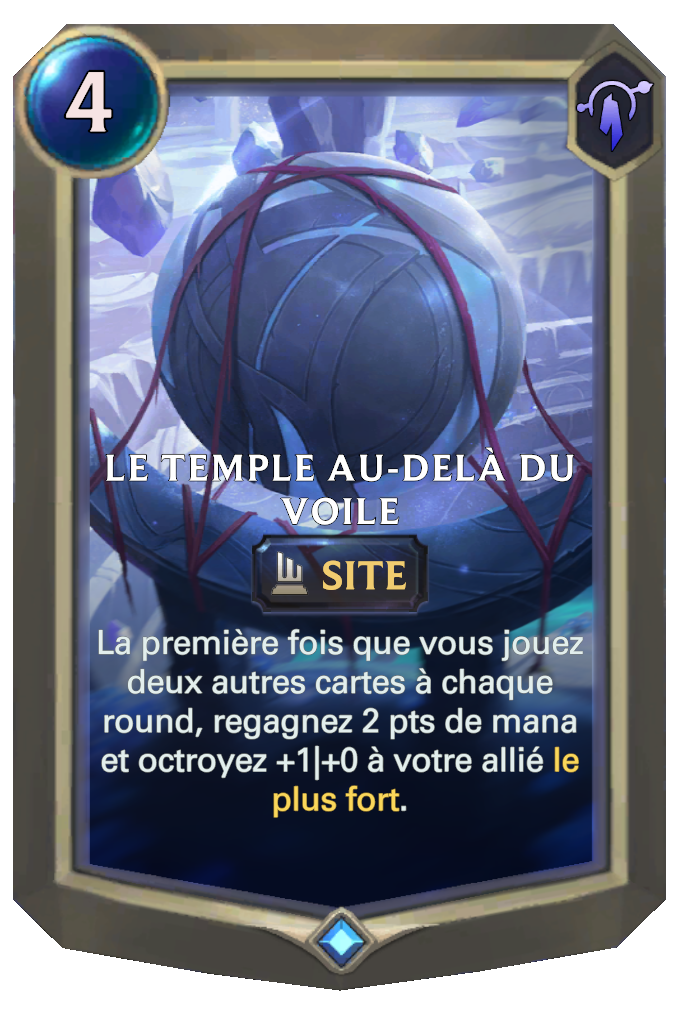 4
LE TEMPLE AU-DELÀ DU
VOILE
SITE
La première fois que vous jouez
deux autres cartes à chaque
round, regagnez 2 pts de mana
et octroyez +1|+0 à votre allié le
plus fort.